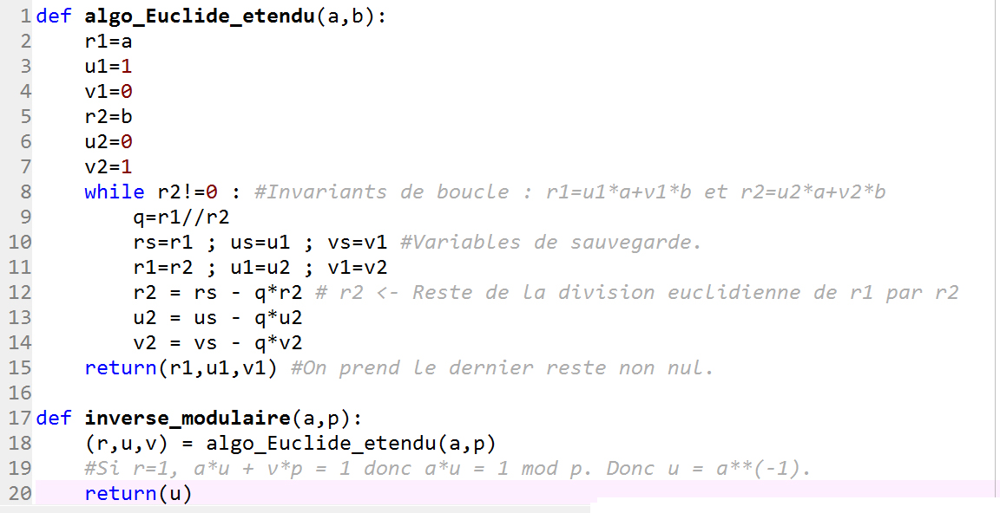 1 def algo_Euclide_etendu(a,b):
2     r1=a
3     u1=1
4     v1=0
5     r2=b
6     u2=0
7     v2=1
8     while r2!=0 : #Invariants de boucle : r1=u1*a+v1*b et r2=u2*a+v2*b
9         q=r1//r2
10         rs=r1 ; us=u1 ; vs=v1 #Variables de sauvegarde.
11         r1=r2 ; u1=u2 ; v1=v2
12         r2 = rs - q*r2 # r2 <- Reste de la division euclidienne de r1 par r2
13         u2 = us - q*u2
14         v2 = vs - q*v2
15     return(r1,u1,v1) #On prend le dernier reste non nul.
16
17 def inverse_modulaire(a,p):
18     (r,u,v) = algo_Euclide_etendu(a,p)
19     #Si r=1, a*u + v*p = 1 donc a*u = 1 mod p. Donc u = a**(-1).
20     return(u)